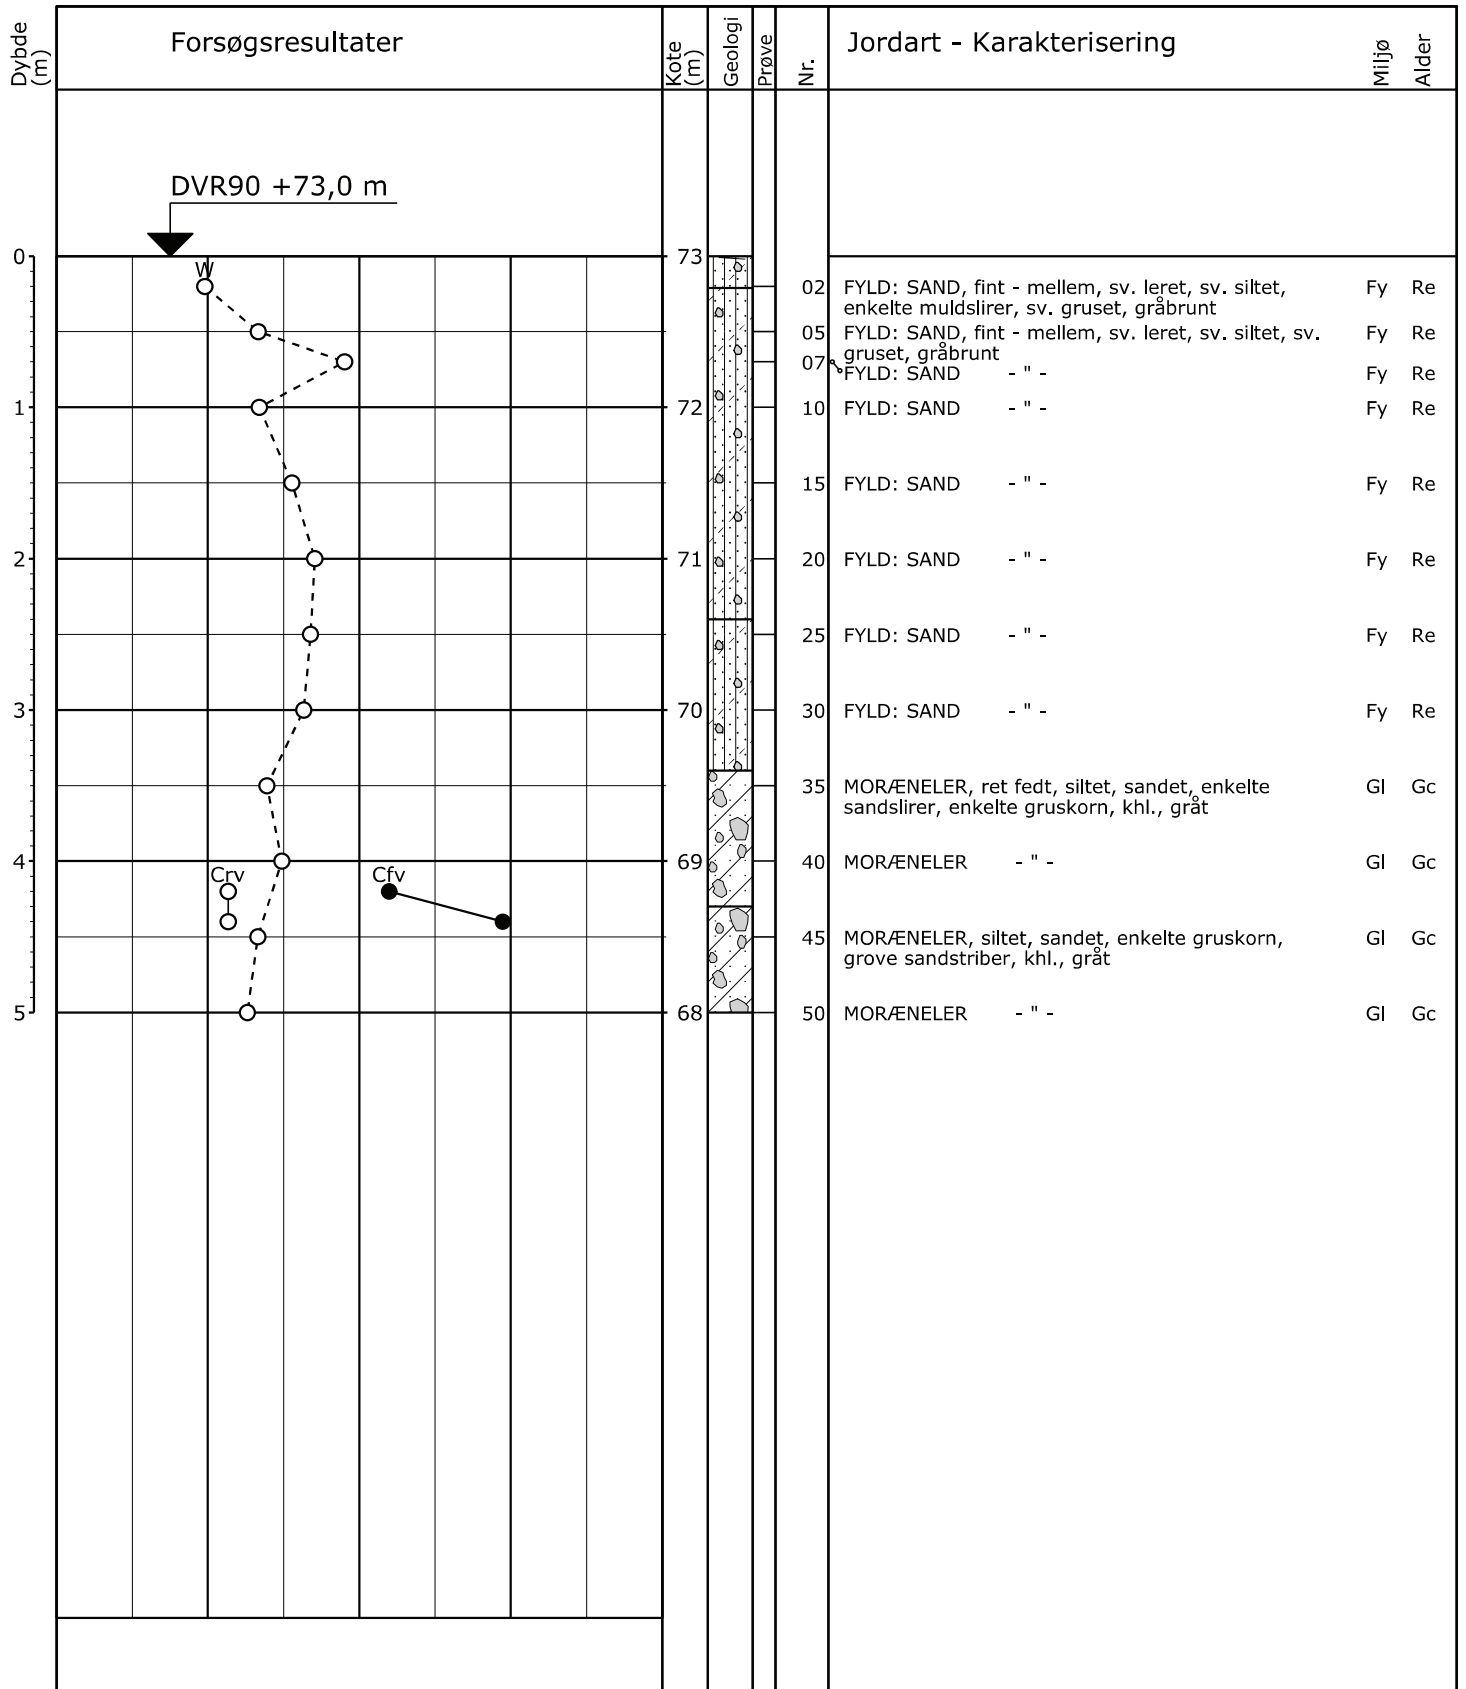 Dybde (m)
Forsøgsresultater
Kote (m)
Geologi
Prøve
Nr.
Jordart - Karakterisering
Miljø
Alder
DVR90 +73,0 m
0
W
73
02 FYLD: SAND, fint - mellem, sv. leret, sv. siltet, Fy Re
enkelte muldslirer, sv. gruset, gråbrunt
05 FYLD: SAND, fint - mellem, sv. leret, sv. siltet, sv. Fy Re
gruset, gråbrunt
07 FYLD: SAND - " - Fy Re
1 72 10 FYLD: SAND - " - Fy Re
15 FYLD: SAND - " - Fy Re
2 71 20 FYLD: SAND - " - Fy Re
25 FYLD: SAND - " - Fy Re
3 70 30 FYLD: SAND - " - Fy Re
35 MORÆNELER, ret fedt, siltet, sandet, enkelte Gl Gc
sandslirer, enkelte gruskorn, khl., gråt
4 69 40 MORÆNELER - " - Gl Gc
Crv Cfv
45 MORÆNELER, siltet, sandet, enkelte gruskorn, Gl Gc
grove sandstriber, khl., gråt
5 68 50 MORÆNELER - " - Gl Gc